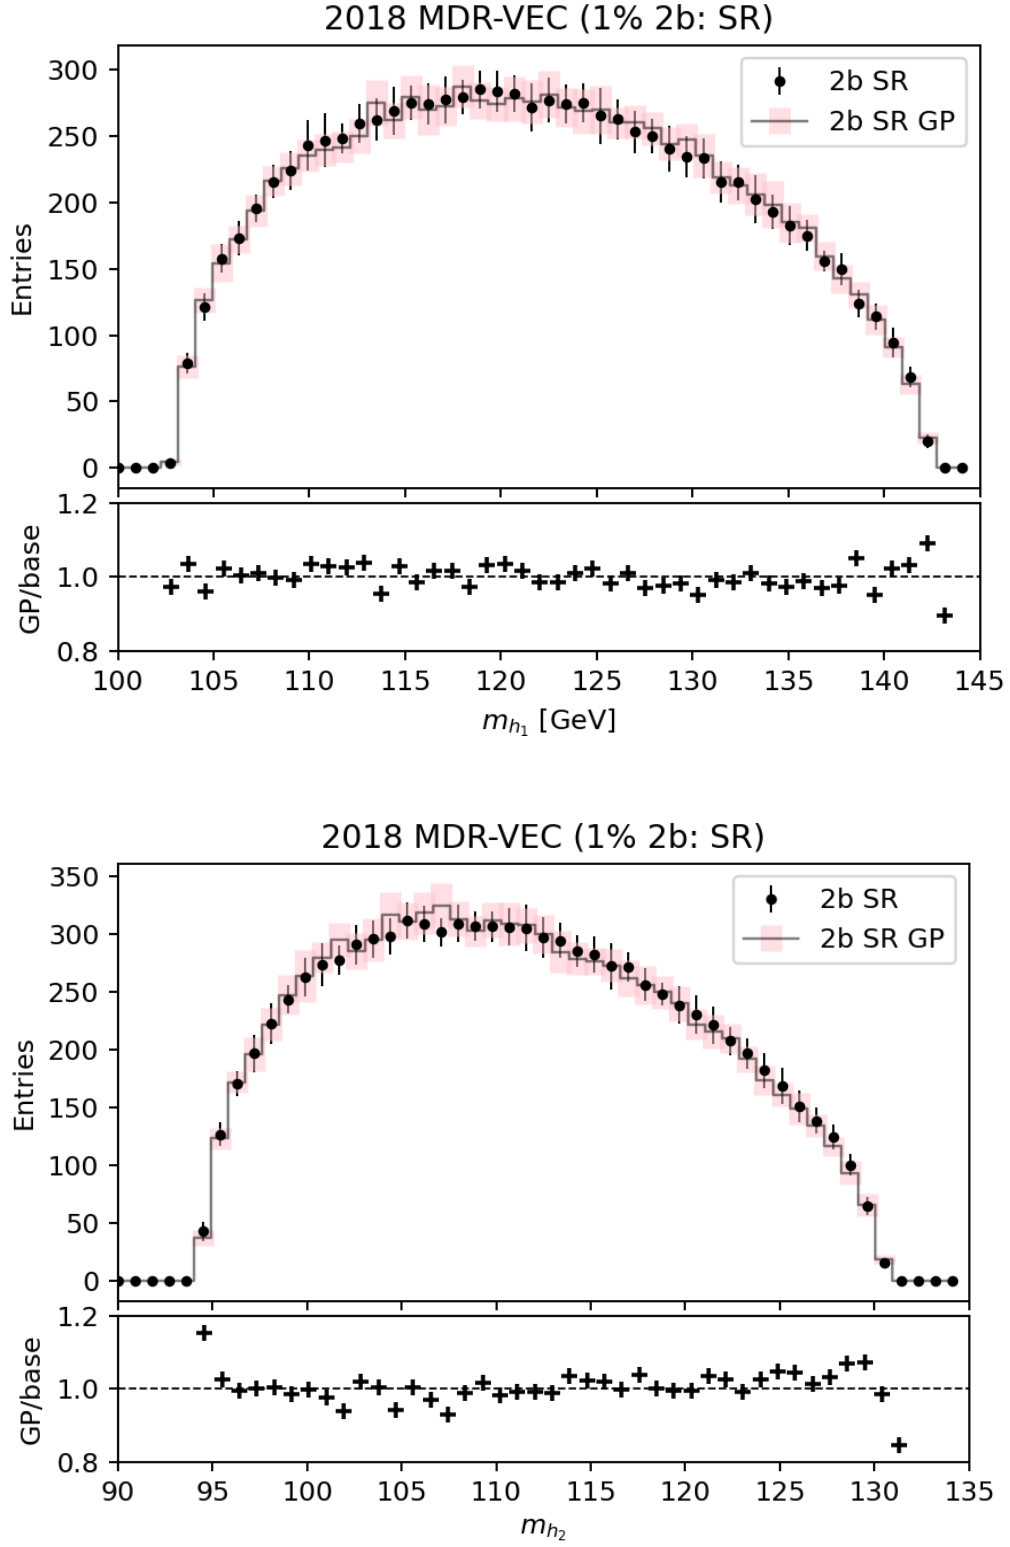 2018 MDR-VEC (1% 2b: SR)
300
250
200
150
100
50
0
Entries
2b SR
2b SR GP
1.2
1.0
0.8
GP/base
100 105 110 115 120 125 130 135 140 145
m_{h_1} [GeV]
2018 MDR-VEC (1% 2b: SR)
350
300
250
200
150
100
50
0
Entries
2b SR
2b SR GP
1.2
1.0
0.8
GP/base
90 95 100 105 110 115 120 125 130 135
m_{h_2}